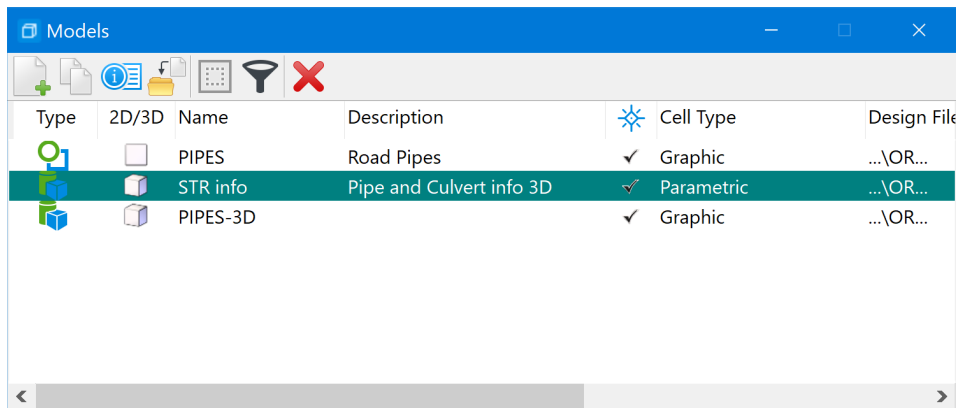 Models
Type 2D/3D Name Description Cell Type Design File
PIPES Road Pipes Graphic ...\OR...
STR info Pipe and Culvert info 3D Parametric ...\OR...
PIPES-3D Graphic ...\OR...